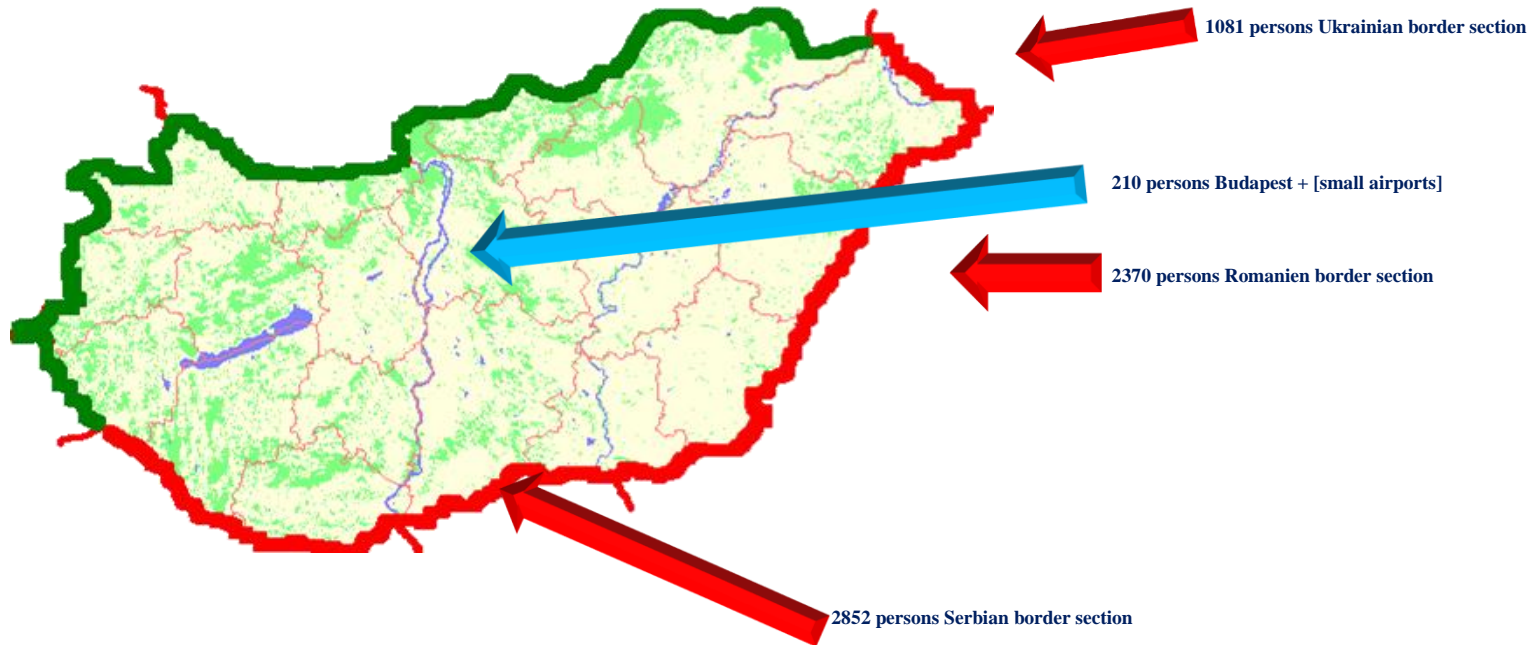 1081 persons Ukrainian border section
210 persons Budapest + [small airports]
2370 persons Romanien border section
2852 persons Serbian border section